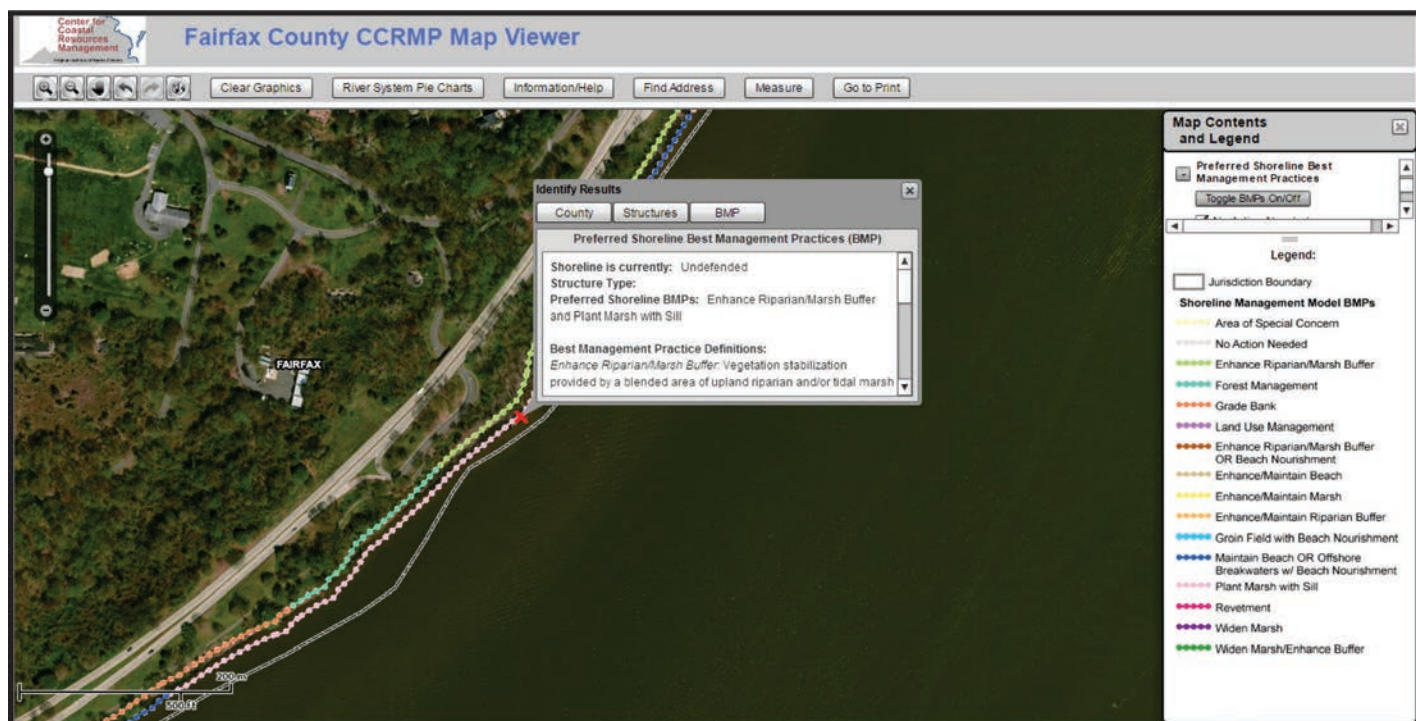 Center for
Coastal
Resources
Management
Fairfax County CCRMP Map Viewer
Clear Graphics
River System Pie Charts
Information/Help
Find Address
Measure
Go to Print
Map Contents
and Legend
Preferred Shoreline Best
Management Practices
Toggle BMPs On/Off
Identify Results
County
Structures
BMP
Preferred Shoreline Best Management Practices (BMP)
Shoreline is currently: Undefended
Structure Type:
Preferred Shoreline BMPs: Enhance Riparian/Marsh Buffer
and Plant Marsh with Sill
Best Management Practice Definitions:
Enhance Riparian/Marsh Buffer: Vegetation stabilization
provided by a blended area of upland riparian and/or tidal marsh
FAIRFAX
200 m
500 ft
Legend:
Jurisdiction Boundary
Shoreline Management Model BMPs
Area of Special Concern
No Action Needed
Enhance Riparian/Marsh Buffer
Forest Management
Grade Bank
Land Use Management
Enhance Riparian/Marsh Buffer
OR Beach Nourishment
Enhance/Maintain Beach
Enhance/Maintain Marsh
Enhance/Maintain Riparian Buffer
Groin Field with Beach Nourishment
Maintain Beach OR Offshore
Breakwaters w/ Beach Nourishment
Plant Marsh with Sill
Revetment
Widen Marsh
Widen Marsh/Enhance Buffer